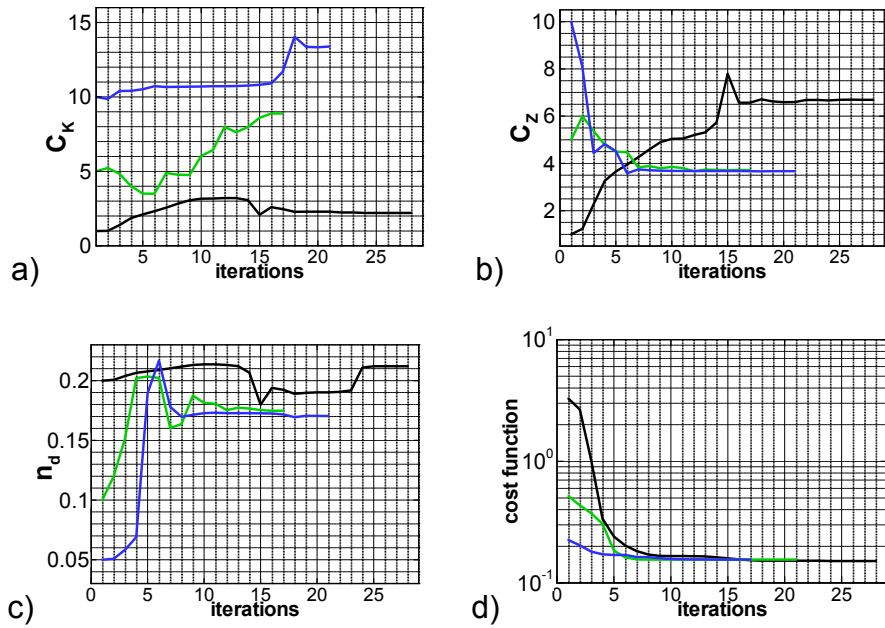 15
10
5
0
C_K
5 10 15 20 25
iterations
a)
10
8
6
4
2
C_Z
5 10 15 20 25
iterations
b)
0.2
0.15
0.1
0.05
n_d
0 5 10 15 20 25
iterations
c)
10^1
10^0
10^-1
cost function
0 5 10 15 20 25
iterations
d)